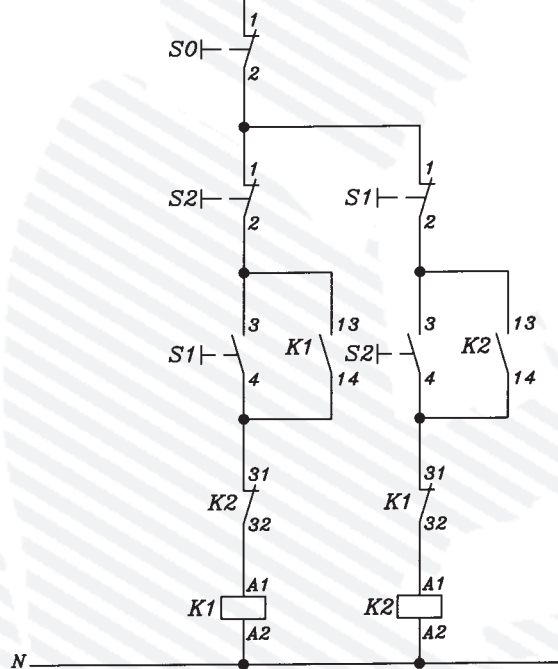 1
S0
2
1 1
S2 S1
2 2
3 13 3 13
S1 K1 S2 K2
4 14 4 14
31 31
K2 K1
32 32
A1 A1
K1 K2
A2 A2
N